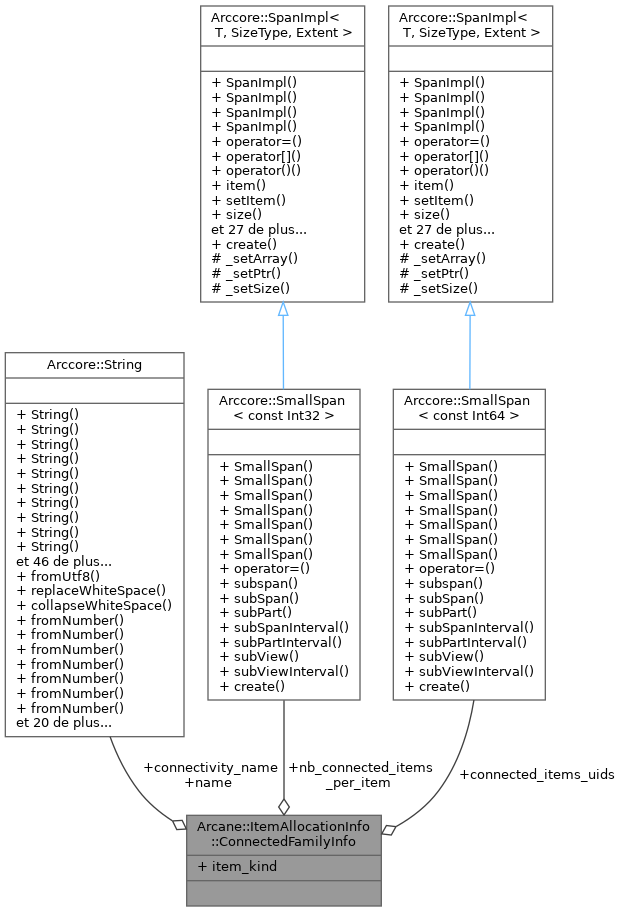 Arccore::SpanImpl<
T, SizeType, Extent >
+ SpanImpl()
+ SpanImpl()
+ SpanImpl()
+ SpanImpl()
+ operator=()
+ operator[]()
+ operator()()
+ item()
+ setItem()
+ size()
et 27 de plus...
+ create()
# _setArray()
# _setPtr()
# _setSize()
Arccore::SpanImpl<
T, SizeType, Extent >
+ SpanImpl()
+ SpanImpl()
+ SpanImpl()
+ SpanImpl()
+ operator=()
+ operator[]()
+ operator()()
+ item()
+ setItem()
+ size()
et 27 de plus...
+ create()
# _setArray()
# _setPtr()
# _setSize()
Arccore::String
+ String()
+ String()
+ String()
+ String()
+ String()
+ String()
+ String()
+ String()
+ String()
+ String()
et 46 de plus...
+ fromUtf8()
+ replaceWhiteSpace()
+ collapseWhiteSpace()
+ fromNumber()
+ fromNumber()
+ fromNumber()
+ fromNumber()
+ fromNumber()
+ fromNumber()
+ fromNumber()
et 20 de plus...
Arccore::SmallSpan
< const Int32 >
+ SmallSpan()
+ SmallSpan()
+ SmallSpan()
+ SmallSpan()
+ SmallSpan()
+ SmallSpan()
+ SmallSpan()
+ operator=()
+ subspan()
+ subSpan()
+ subPart()
+ subSpanInterval()
+ subPartInterval()
+ subView()
+ subViewInterval()
+ create()
Arccore::SmallSpan
< const Int64 >
+ SmallSpan()
+ SmallSpan()
+ SmallSpan()
+ SmallSpan()
+ SmallSpan()
+ SmallSpan()
+ SmallSpan()
+ operator=()
+ subspan()
+ subSpan()
+ subPart()
+ subSpanInterval()
+ subPartInterval()
+ subView()
+ subViewInterval()
+ create()
+connectivity_name
+name
+nb_connected_items
_per_item
+connected_items_uids
Arcane::ItemAllocationInfo
::ConnectedFamilyInfo
+ item_kind